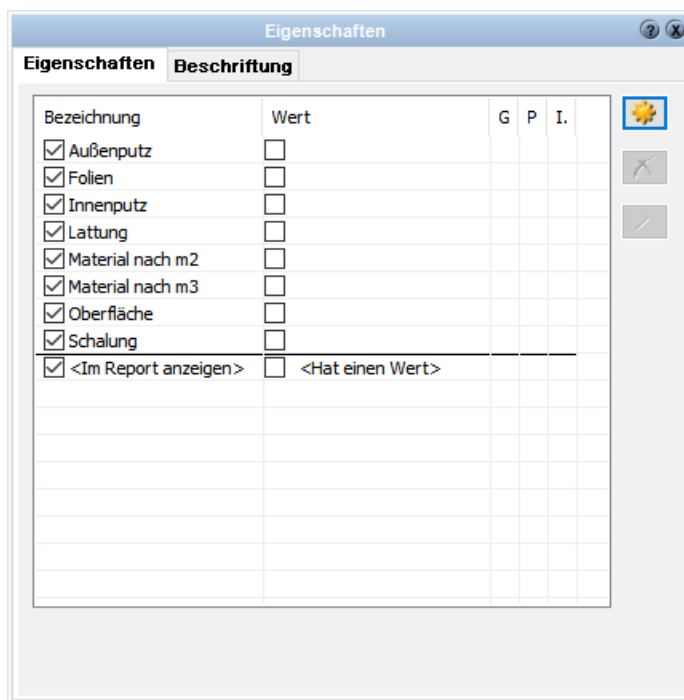 Eigenschaften
Eigenschaften Beschriftung
Bezeichnung Wert G P I.
Außenputz
Folien
Innenputz
Lattung
Material nach m2
Material nach m3
Oberfläche
Schalung
<Im Report anzeigen> <Hat einen Wert>